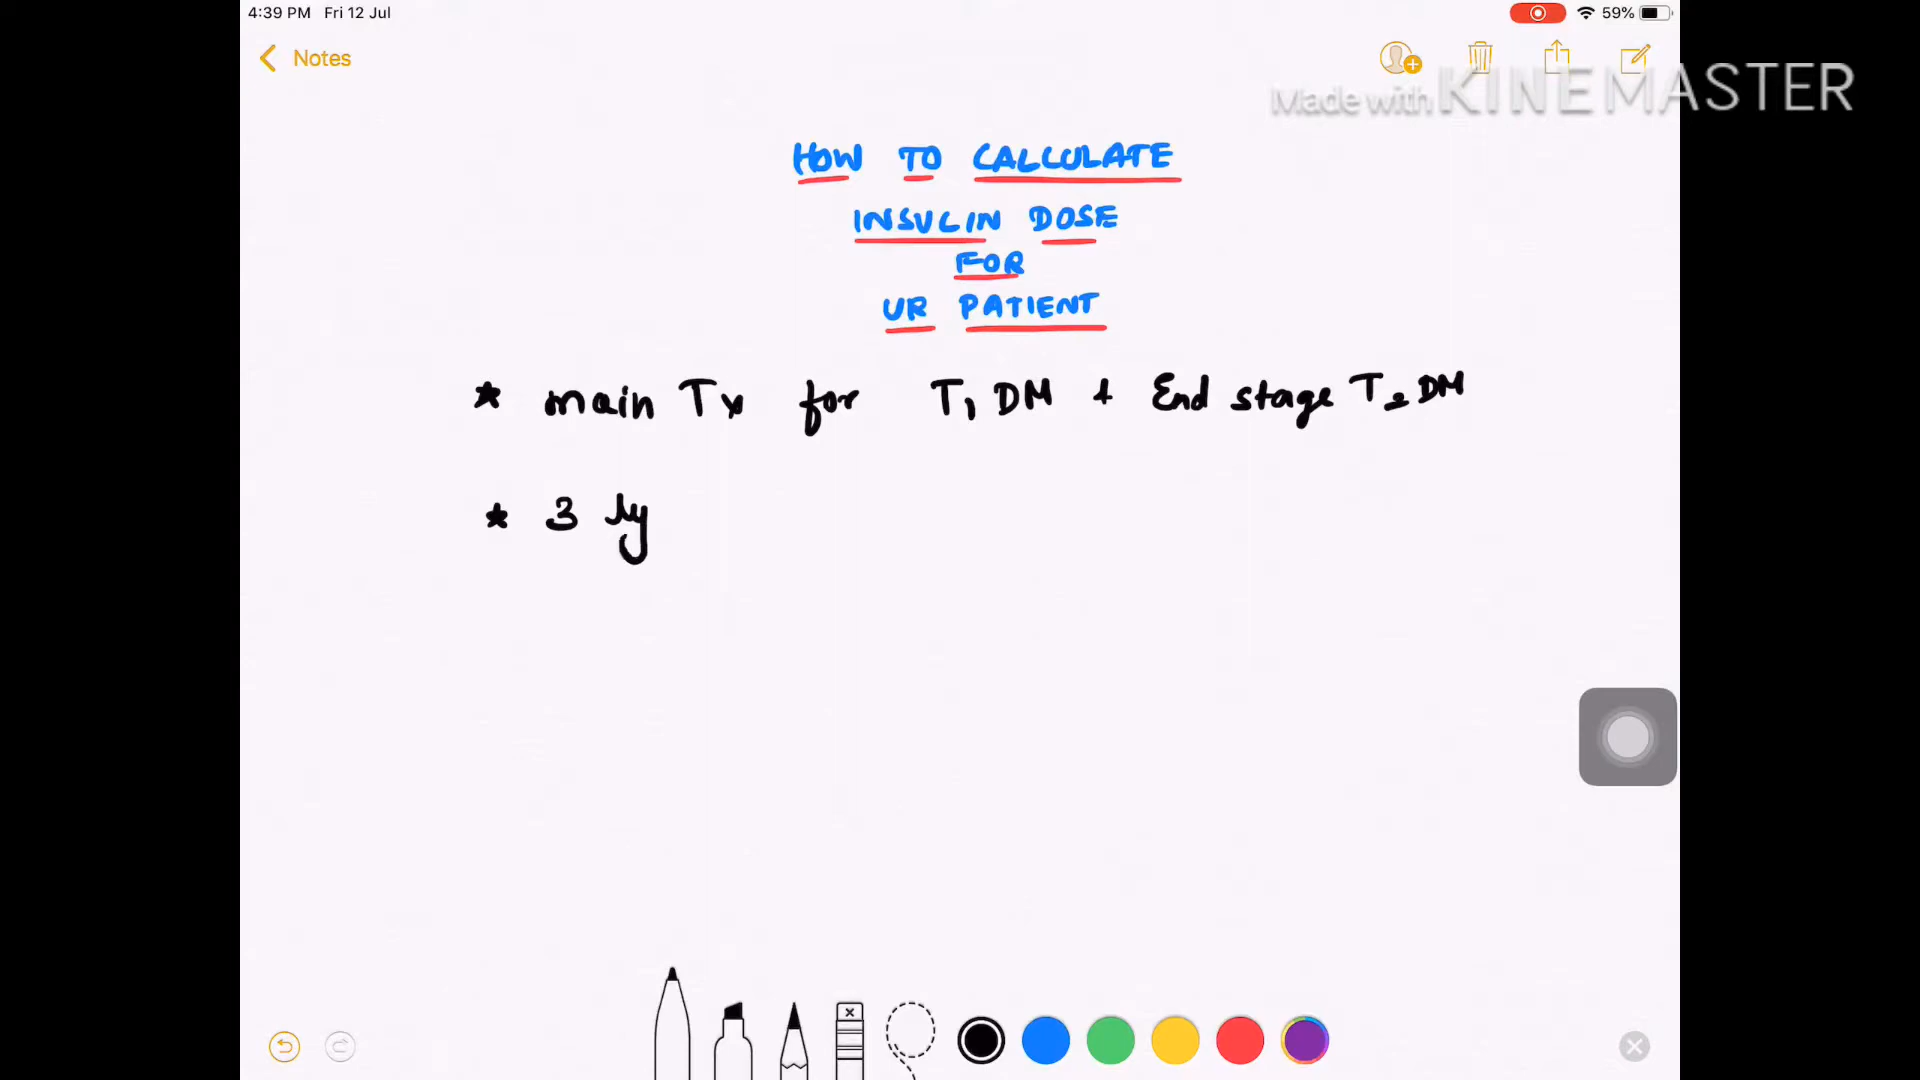 4:39 PM Fri 12 Jul 59%
Notes
Made with KINEMASTER
HOW TO CALCULATE
INSULIN DOSE
FOR
UR PATIENT
* main Tx for T1 DM + End stage T2 DM
* 3